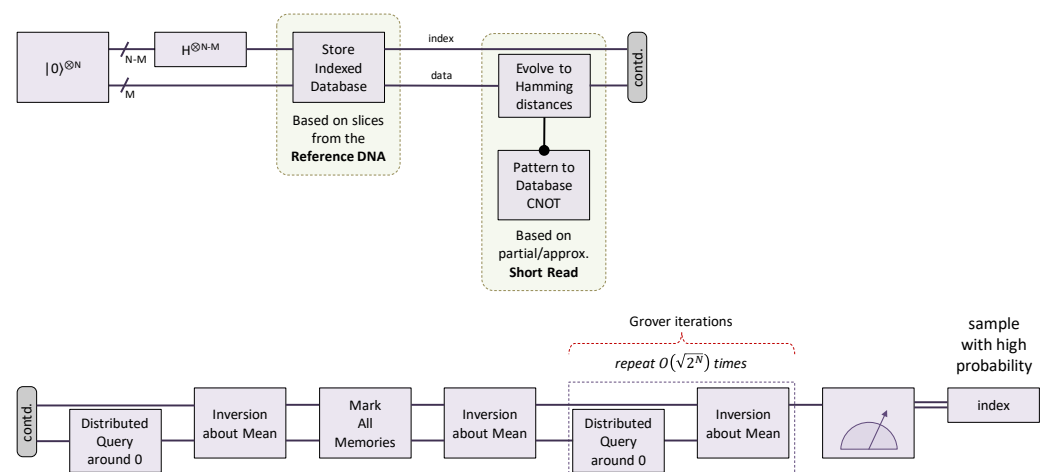 |0⟩⊗N
N-M
M
H⊗N-M
Store
Indexed
Database
Based on slices
from the
Reference DNA
index
data
Evolve to
Hamming
distances
Pattern to
Database
CNOT
Based on
partial/approx.
Short Read
contd.
Grover iterations
repeat O(√2^N) times
sample
with high
probability
contd.
Distributed
Query
around 0
Inversion
about Mean
Mark
All
Memories
Inversion
about Mean
Distributed
Query
around 0
Inversion
about Mean
index